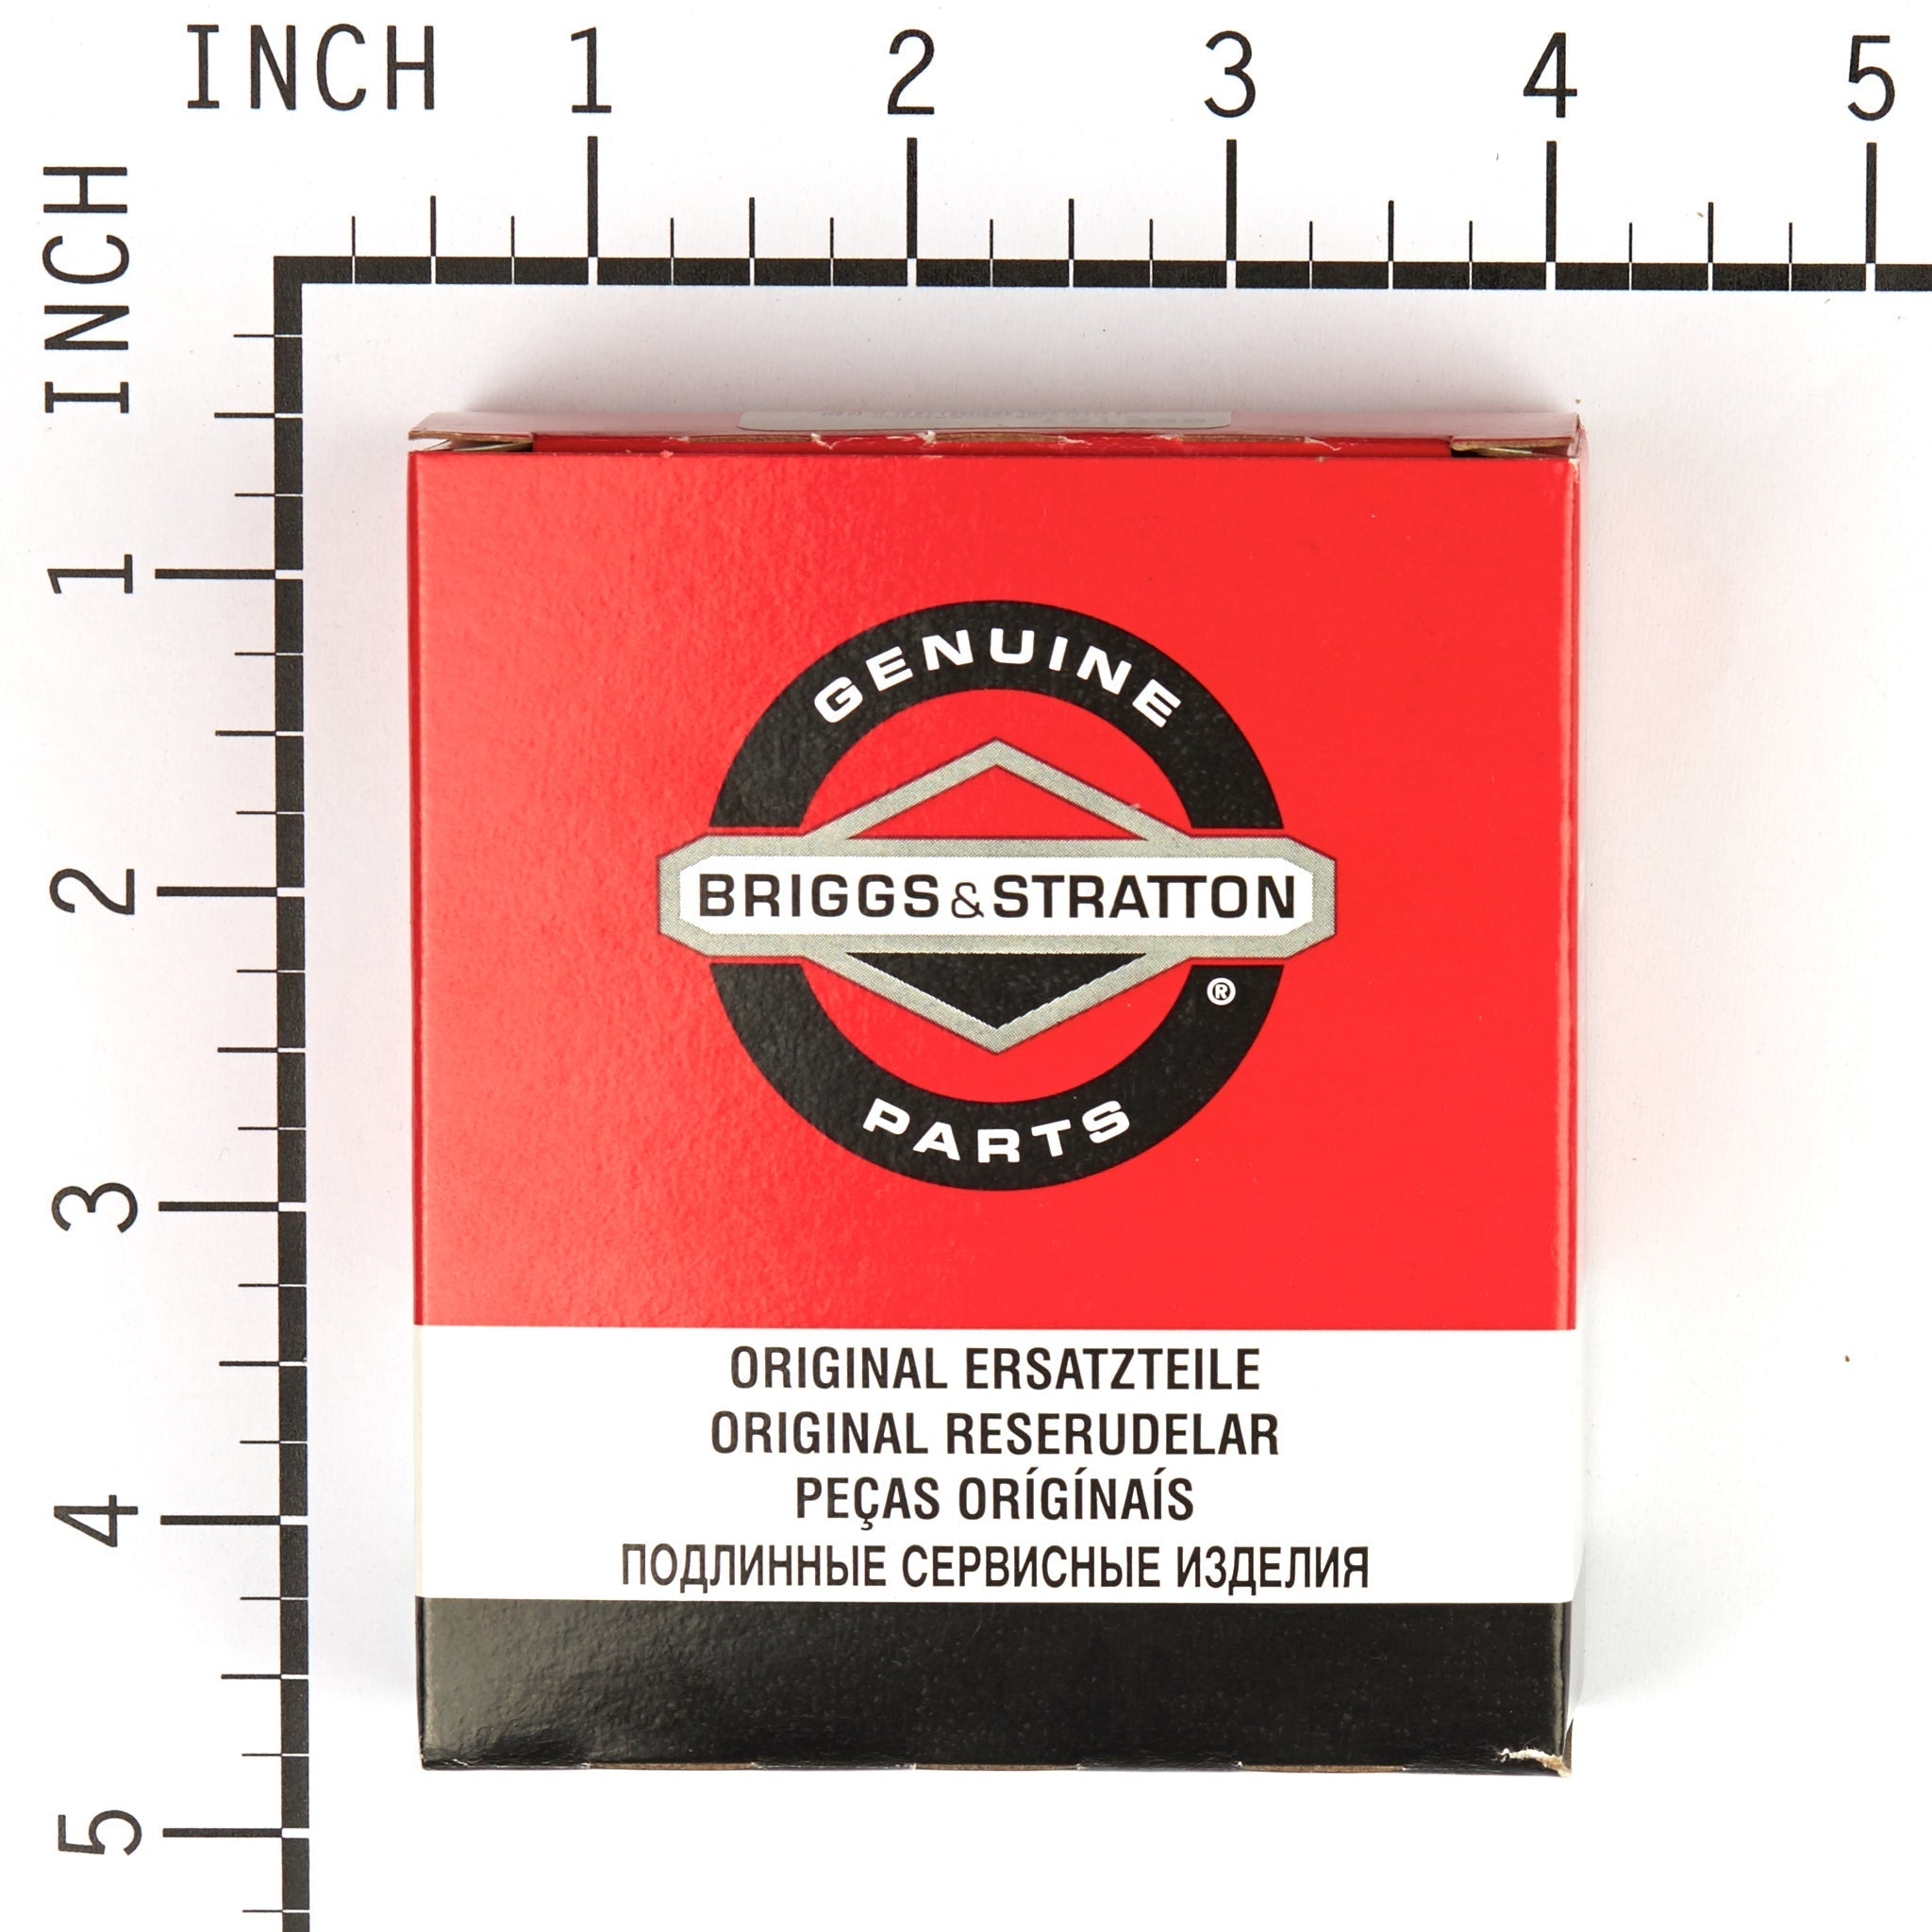 INCH 1 2 3 4 5
INCH 1 2 3 4 5
GENUINE
BRIGGS & STRATTON
®
PARTS
ORIGINAL ERSATZTEILE
ORIGINAL RESERUDELAR
PEÇAS ORÍGÍNAÍS
ПОДЛИННЫЕ СЕРВИСНЫЕ ИЗДЕЛИЯ